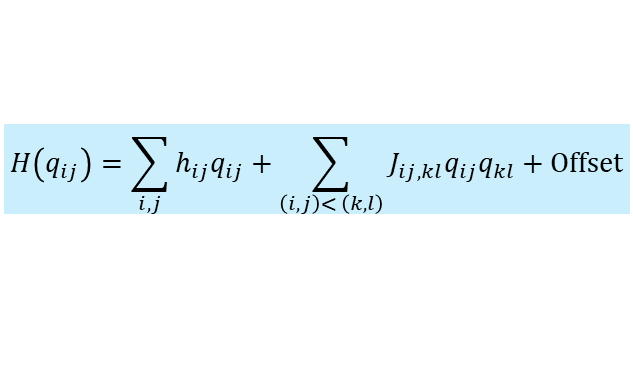 H(q_{ij}) = \sum_{i,j} h_{ij} q_{ij} + \sum_{(i,j)<(k,l)} J_{ij,kl} q_{ij} q_{kl} + Offset